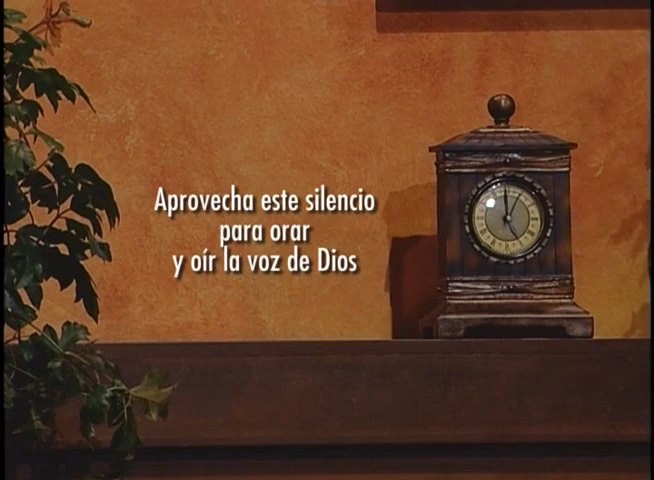 Aprovecha este silencio
para orar
y oír la voz de Dios